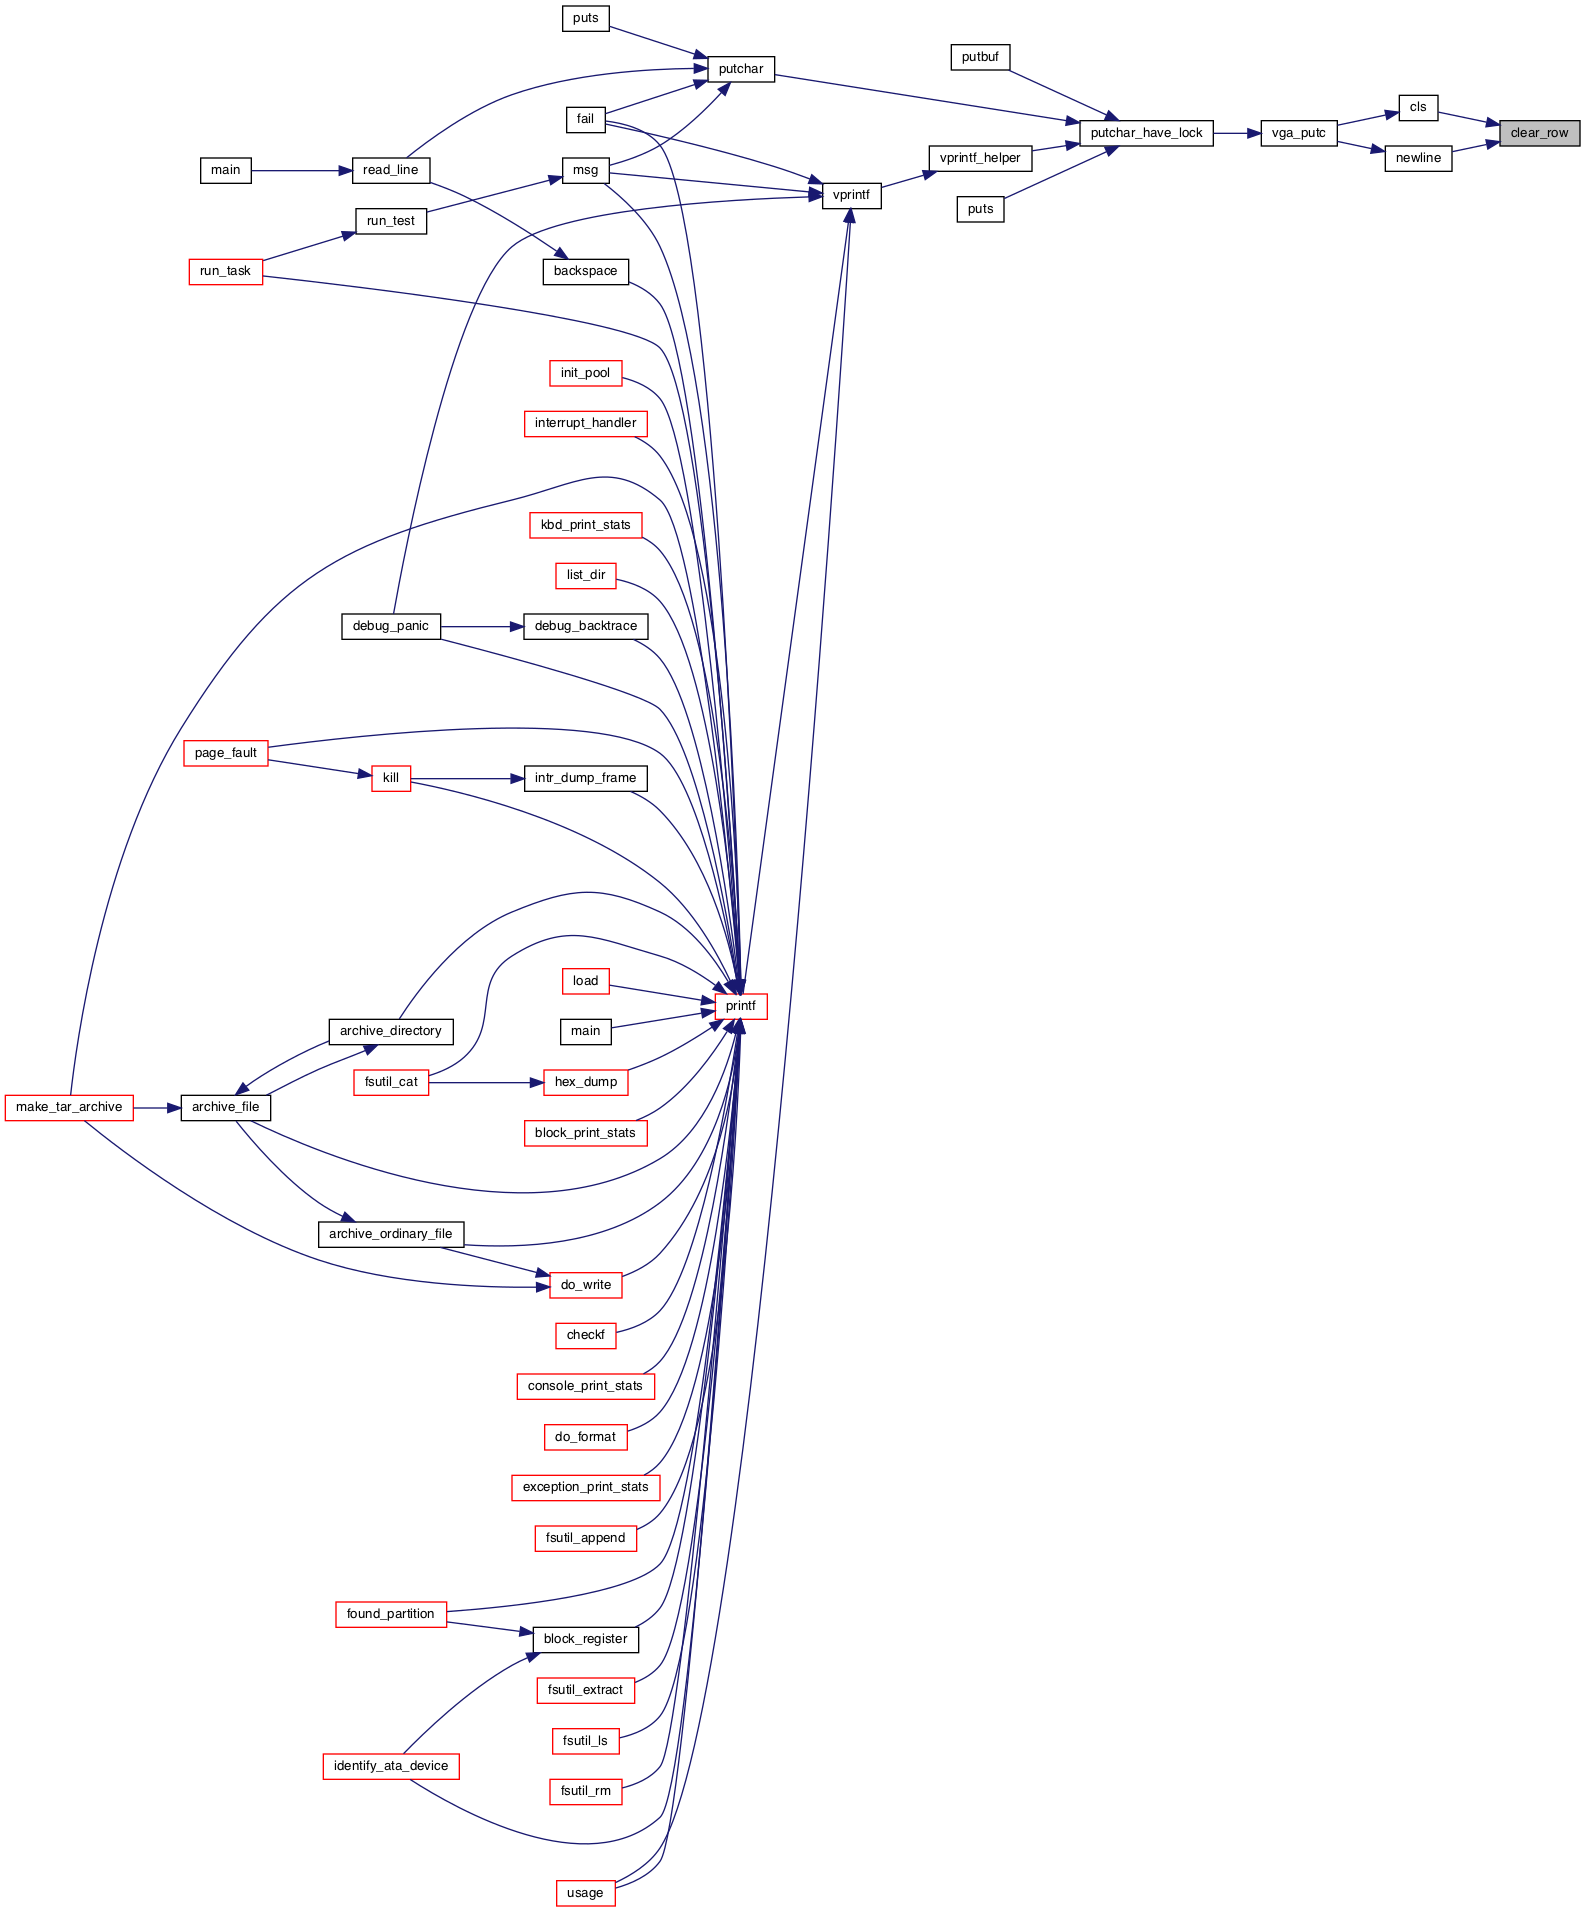 puts
putchar
putbuf
cls
fail
putchar_have_lock
vga_putc
clear_row
main
read_line
msg
vprintf_helper
newline
vprintf
puts
run_test
run_task
backspace
init_pool
interrupt_handler
kbd_print_stats
list_dir
debug_panic
debug_backtrace
page_fault
kill
intr_dump_frame
load
printf
main
archive_directory
fsutil_cat
hex_dump
make_tar_archive
archive_file
block_print_stats
archive_ordinary_file
do_write
checkf
console_print_stats
do_format
exception_print_stats
fsutil_append
found_partition
block_register
fsutil_extract
fsutil_ls
identify_ata_device
fsutil_rm
usage